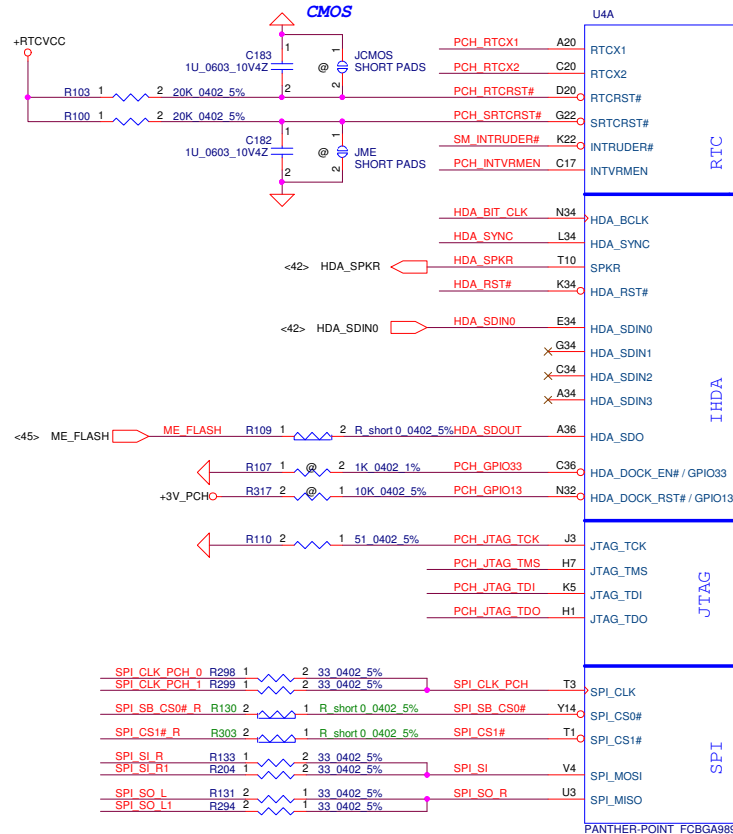 CMOS
U4A
+RTCVCC
C183
1U_0603_10V4Z
1
2
@
1
2
JCMOS
SHORT PADS
PCH_RTCX1 A20 RTCX1
PCH_RTCX2 C20 RTCX2
R103 1 2 20K_0402_5% PCH_RTCRST# D20 RTCRST#
R100 1 2 20K_0402_5% PCH_SRTCRST# G22 SRTCRST#
C182
1U_0603_10V4Z
1
2
@
1
2
JME
SHORT PADS
SM_INTRUDER# K22 INTRUDER#
PCH_INTVRMEN C17 INTVRMEN
RTC
HDA_BIT_CLK N34 HDA_BCLK
HDA_SYNC L34 HDA_SYNC
<42> HDA_SPKR HDA_SPKR T10 SPKR
HDA_RST# K34 HDA_RST#
<42> HDA_SDIN0 HDA_SDIN0 E34 HDA_SDIN0
G34 HDA_SDIN1
C34 HDA_SDIN2
A34 HDA_SDIN3
IHDA
<45> ME_FLASH ME_FLASH R109 1 2 R_short 0_0402_5% HDA_SDOUT A36 HDA_SDO
R107 1 @ 2 1K_0402_1% PCH_GPIO33 C36 HDA_DOCK_EN# / GPIO33
+3V_PCH R317 2 @ 1 10K_0402_5% PCH_GPIO13 N32 HDA_DOCK_RST# / GPIO13
R110 2 1 51_0402_5% PCH_JTAG_TCK J3 JTAG_TCK
PCH_JTAG_TMS H7 JTAG_TMS
PCH_JTAG_TDI K5 JTAG_TDI
PCH_JTAG_TDO H1 JTAG_TDO
JTAG
SPI_CLK_PCH_0 R298 1 2 33_0402_5%
SPI_CLK_PCH_1 R299 1 2 33_0402_5% SPI_CLK_PCH T3 SPI_CLK
SPI_SB_CS0#_R R130 2 1 R_short 0_0402_5% SPI_SB_CS0# Y14 SPI_CS0#
SPI_CS1#_R R303 2 1 R_short 0_0402_5% SPI_CS1# T1 SPI_CS1#
SPI
SPI_SI_R R133 1 2 33_0402_5%
SPI_SI_R1 R204 1 2 33_0402_5% SPI_SI V4 SPI_MOSI
SPI_SO_L R131 2 1 33_0402_5% SPI_SO_R U3 SPI_MISO
SPI_SO_L1 R294 2 1 33_0402_5%
PANTHER-POINT_FCBGA989